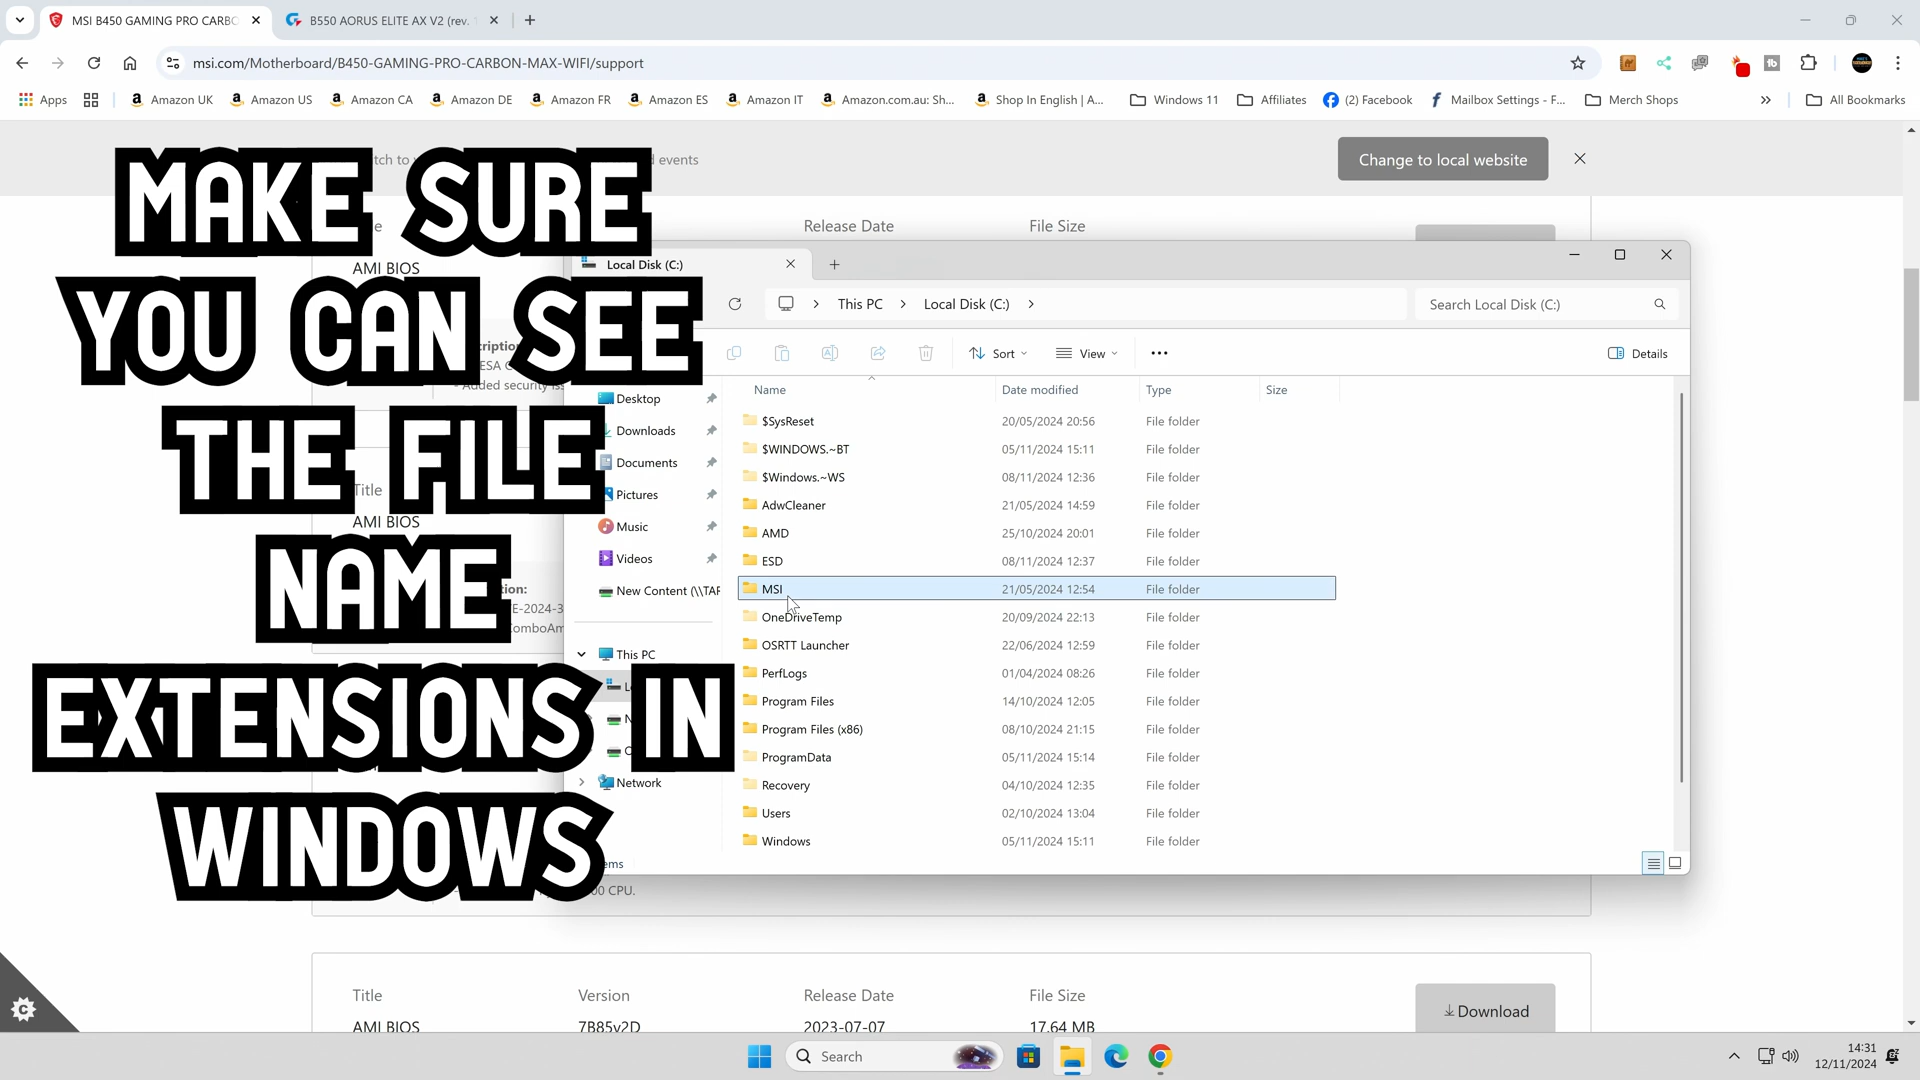 MSI B450 GAMING PRO CARBO
B550 AORUS ELITE AX V2 (rev.
msi.com/Motherboard/B450-GAMING-PRO-CARBON-MAX-WIFI/support
Apps
Amazon UK
Amazon US
Amazon CA
Amazon DE
Amazon FR
Amazon ES
Amazon IT
Amazon.com.au: Sh...
Shop In English | A...
Windows 11
Affiliates
(2) Facebook
Mailbox Settings - F...
Merch Shops
All Bookmarks
MAKE SURE
YOU CAN SEE
THE FILE
NAME
EXTENSIONS IN
WINDOWS
events
Change to local website
Release Date
File Size
AMI BIOS
Local Disk (C:)
This PC
Local Disk (C:)
Search Local Disk (C:)
Sort
View
Details
Name
Date modified
Type
Size
Desktop
Downloads
Documents
Pictures
Music
Videos
New Content (\\TAR
This PC
Network
$SysReset 20/05/2024 20:56 File folder
$WINDOWS.~BT 05/11/2024 15:11 File folder
$Windows.~WS 08/11/2024 12:36 File folder
AdwCleaner 21/05/2024 14:59 File folder
AMD 25/10/2024 20:01 File folder
ESD 08/11/2024 12:37 File folder
MSI 21/05/2024 12:54 File folder
OneDriveTemp 20/09/2024 22:13 File folder
OSRTT Launcher 22/06/2024 12:59 File folder
PerfLogs 01/04/2024 08:26 File folder
Program Files 14/10/2024 12:05 File folder
Program Files (x86) 08/10/2024 21:15 File folder
ProgramData 05/11/2024 15:14 File folder
Recovery 04/10/2024 12:35 File folder
Users 02/10/2024 13:04 File folder
Windows 05/11/2024 15:11 File folder
- Added security
Title
AMI BIOS
CPU.
Title Version Release Date File Size
AMI BIOS 7B85v2D 2023-07-07 17.64 MB
Download
Search
14:31
12/11/2024